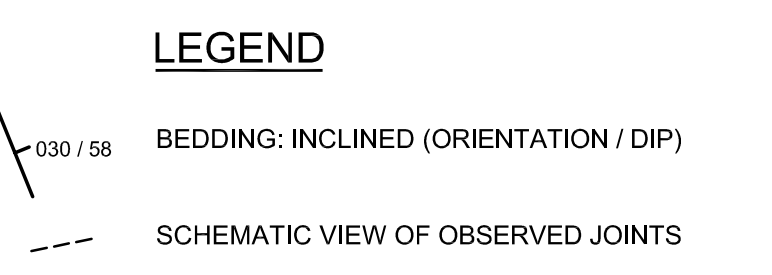 LEGEND
030 / 58 BEDDING: INCLINED (ORIENTATION / DIP)
SCHEMATIC VIEW OF OBSERVED JOINTS